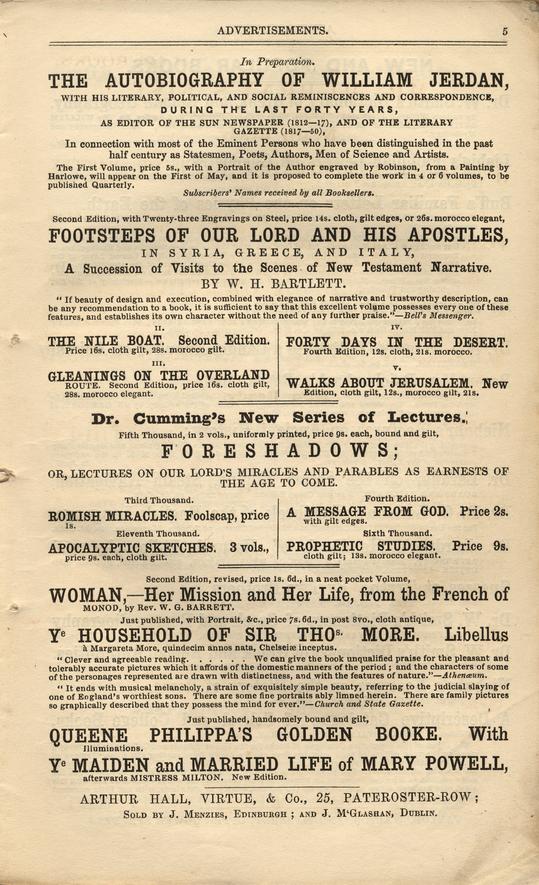 ADVERTISEMENTS. 5
In Preparation.
THE AUTOBIOGRAPHY OF WILLIAM JERDAN,
WITH HIS LITERARY, POLITICAL, AND SOCIAL REMINISCENCES AND CORRESPONDENCE,
DURING THE LAST FORTY YEARS,
AS EDITOR OF THE SUN NEWSPAPER (1812—17), AND OF THE LITERARY
GAZETTE (1817—50),
In connection with most of the Eminent Persons who have been distinguished in the past
half century as Statesmen, Poets, Authors, Men of Science and Artists.
The First Volume, price 5s., with a Portrait of the Author engraved by Robinson, from a Painting by
Harlowe, will appear on the First of May, and it is proposed to complete the work in 4 or 6 volumes, to be
published Quarterly.
Subscribers' Names received by all Booksellers.
Second Edition, with Twenty-three Engravings on Steel, price 14s. cloth, gilt edges, or 26s. morocco elegant,
FOOTSTEPS OF OUR LORD AND HIS APOSTLES,
IN SYRIA, GREECE, AND ITALY,
A Succession of Visits to the Scenes of New Testament Narrative.
BY W. H. BARTLETT.
"If beauty of design and execution, combined with elegance of narrative and trustworthy description, can
be any recommendation to a book, it is sufficient to say that this excellent volume possesses every one of these
features, and establishes its own character without the need of any further praise."—Bell's Messenger.
II.
THE NILE BOAT. Second Edition.
Price 16s. cloth gilt, 28s. morocco gilt.
III.
GLEANINGS ON THE OVERLAND
ROUTE. Second Edition, price 16s. cloth gilt,
28s. morocco elegant.
IV.
FORTY DAYS IN THE DESERT.
Fourth Edition, 12s. cloth, 21s. morocco.
V.
WALKS ABOUT JERUSALEM. New
Edition, cloth gilt, 12s., morocco gilt, 21s.
Dr. Cumming's New Series of Lectures.
Fifth Thousand, in 2 vols., uniformly printed, price 9s. each, bound and gilt,
FORESHADOWS;
OR, LECTURES ON OUR LORD'S MIRACLES AND PARABLES AS EARNESTS OF
THE AGE TO COME.
Third Thousand.
ROMISH MIRACLES. Foolscap, price
1s.
Eleventh Thousand.
APOCALYPTIC SKETCHES. 3 vols.,
price 9s. each, cloth gilt.
Fourth Edition.
A MESSAGE FROM GOD. Price 2s.
with gilt edges.
Sixth Thousand.
PROPHETIC STUDIES. Price 9s.
cloth gilt; 13s. morocco elegant.
Second Edition, revised, price 1s. 6d., in a neat pocket Volume,
WOMAN,—Her Mission and Her Life, from the French of
MONOD, by Rev. W. G. BARRETT.
Just published, with Portrait, &c., price 7s. 6d., in post 8vo., cloth antique,
Ye HOUSEHOLD OF SIR THOs. MORE. Libellus
à Margareta More, quindecim annos nata, Chelseiæ inceptus.
"Clever and agreeable reading. . . . . . We can give the book unqualified praise for the pleasant and
tolerably accurate pictures which it affords of the domestic manners of the period; and the characters of some
of the personages represented are drawn with distinctness, and with the features of nature."—Athenæum.
"It ends with musical melancholy, a strain of exquisitely simple beauty, referring to the judicial slaying of
one of England's worthiest sons. There are some fine portraits ably limned herein. There are family pictures
so graphically described that they possess the mind for ever."—Church and State Gazette.
Just published, handsomely bound and gilt,
QUEENE PHILIPPA'S GOLDEN BOOKE. With
Illuminations.
Ye MAIDEN and MARRIED LIFE of MARY POWELL,
afterwards MISTRESS MILTON. New Edition.
ARTHUR HALL, VIRTUE, & Co., 25, PATEROSTER-ROW;
SOLD BY J. MENZIES, EDINBURGH; AND J. M'GLASHAN, DUBLIN.